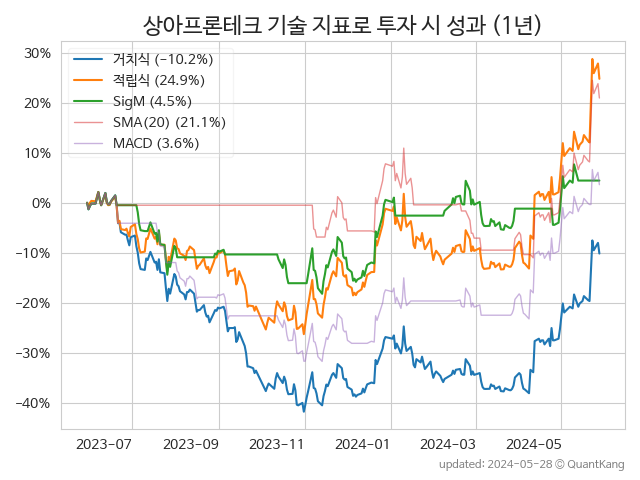 상아프론테크 기술 지표로 투자 시 성과 (1년)
30%
20%
10%
0%
−10%
−20%
−30%
−40%
거치식 (−10.2%)
적립식 (24.9%)
SigM (4.5%)
SMA(20) (21.1%)
MACD (3.6%)
2023-07
2023-09
2023-11
2024-01
2024-03
2024-05
updated: 2024-05-28 © QuantKang